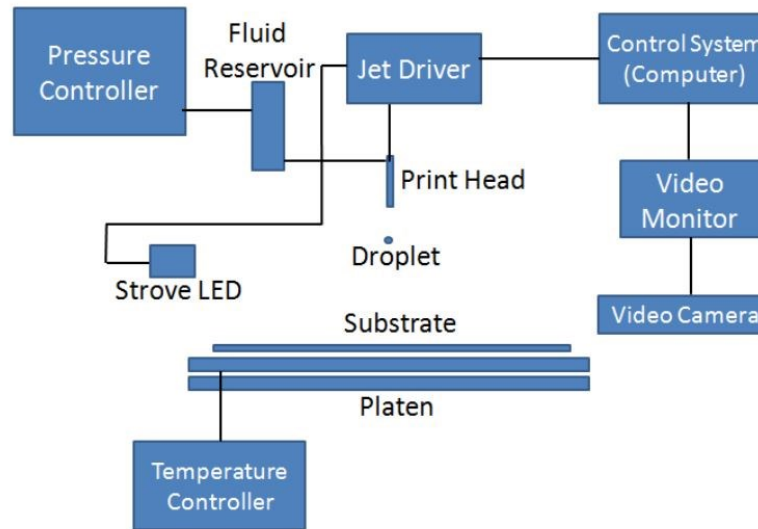 Pressure
Controller
Fluid
Reservoir
Jet Driver
Control System
(Computer)
Print Head
Video
Monitor
Droplet
Strove LED
Video Camera
Substrate
Platen
Temperature
Controller